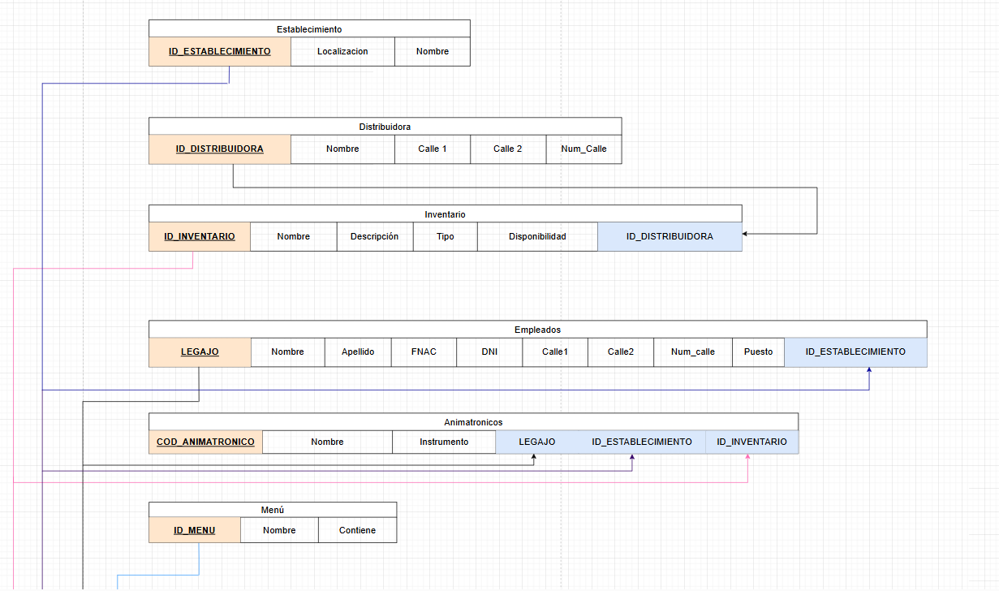 Establecimiento
ID_ESTABLECIMIENTO Localizacion Nombre
Distribuidora
ID_DISTRIBUIDORA Nombre Calle 1 Calle 2 Num_Calle
Inventario
ID_INVENTARIO Nombre Descripción Tipo Disponibilidad ID_DISTRIBUIDORA
Empleados
LEGAJO Nombre Apellido FNAC DNI Calle1 Calle2 Num_calle Puesto ID_ESTABLECIMIENTO
Animatronicos
COD_ANIMATRONICO Nombre Instrumento LEGAJO ID_ESTABLECIMIENTO ID_INVENTARIO
Menú
ID_MENU Nombre Contiene